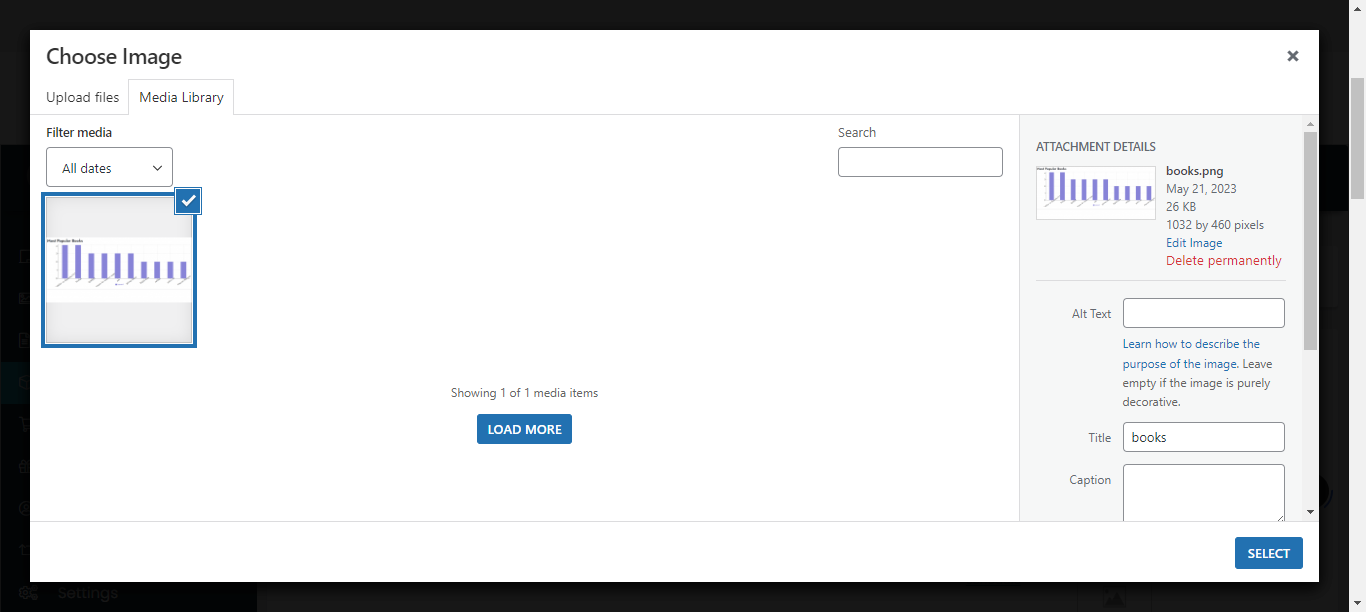 Choose Image
Upload files
Media Library
Filter media
All dates
Search
Most Popular Books
Showing 1 of 1 media items
LOAD MORE
ATTACHMENT DETAILS
books.png
May 21, 2023
26 KB
1032 by 460 pixels
Edit Image
Delete permanently
Alt Text
Learn how to describe the
purpose of the image. Leave
empty if the image is purely
decorative.
Title
books
Caption
SELECT
Settings